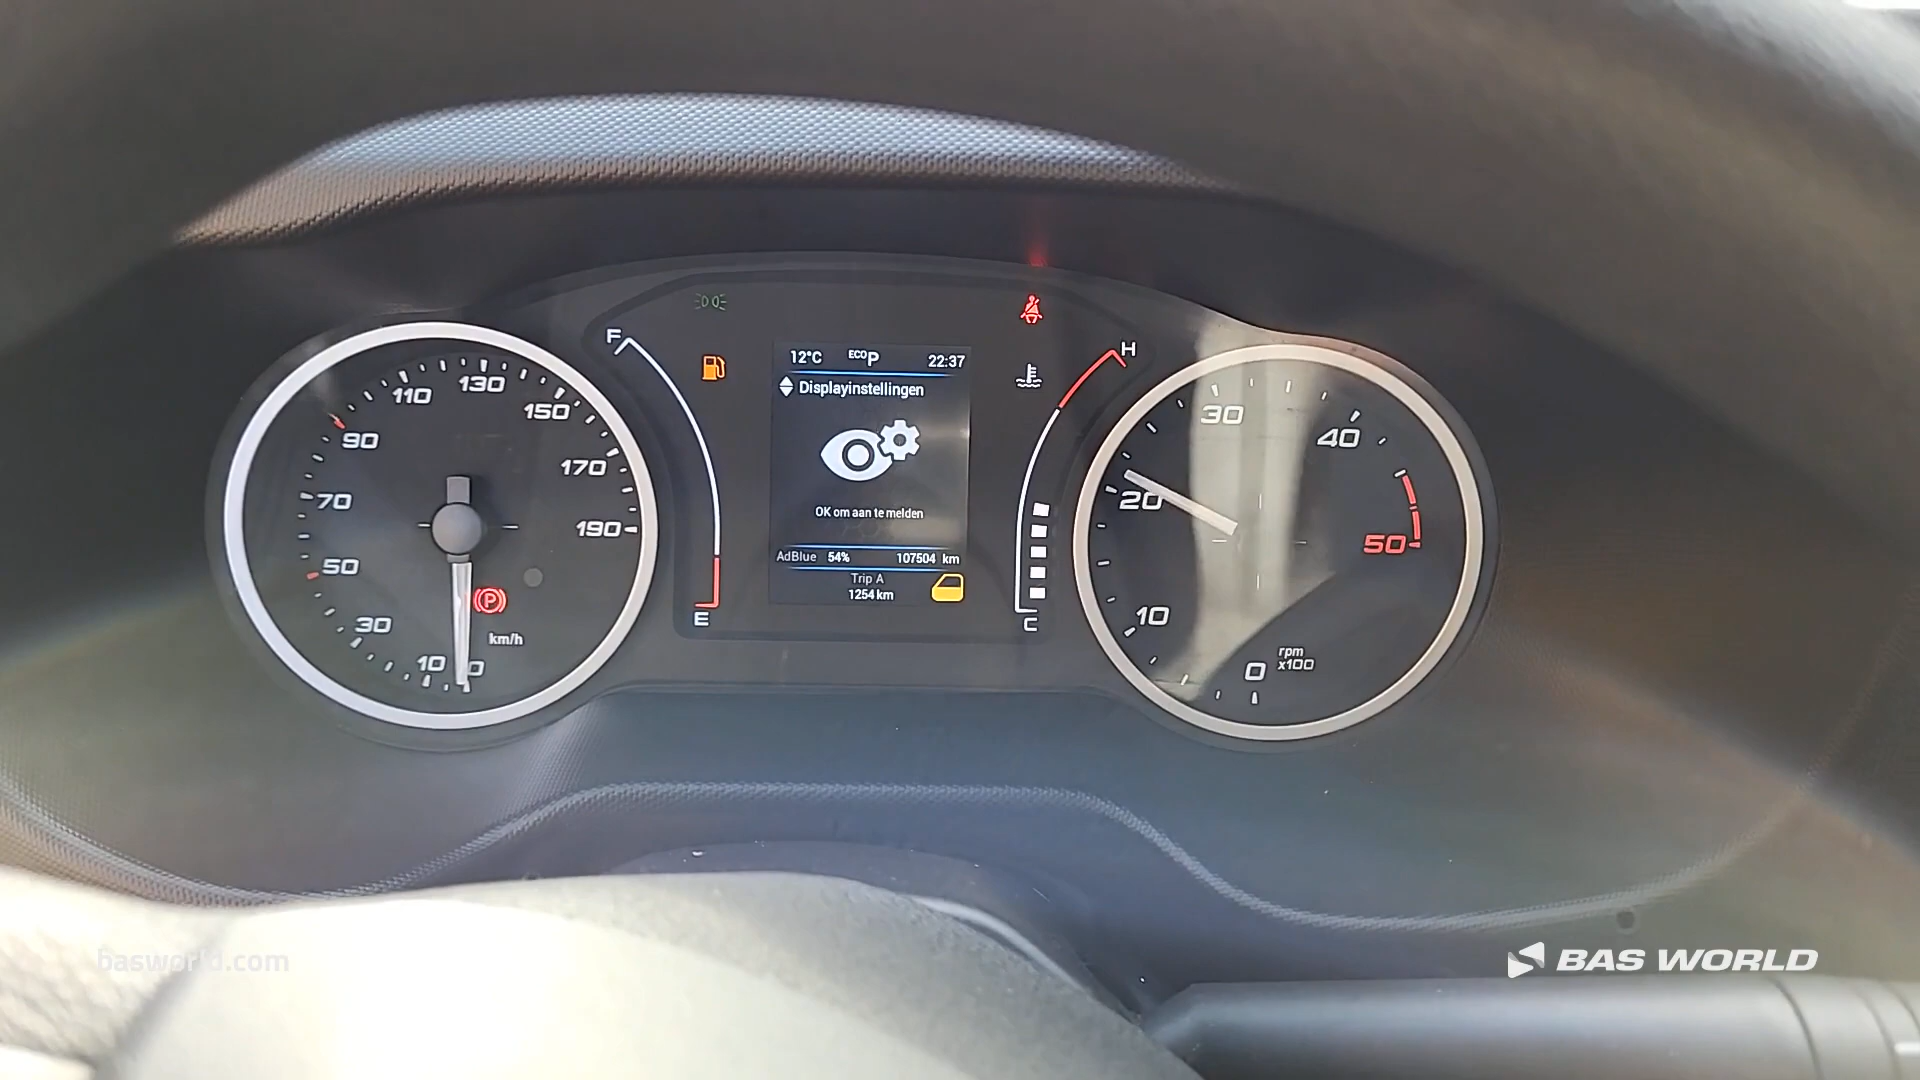 12°C ECO P 22:37
Displayinstellingen
OK om aan te melden
AdBlue 54% 107504 km
Trip A
1254 km
F
E
H
C
10
30
50
70
90
110
130
150
170
190
0
P
km/h
0
10
20
30
40
50
rpm
x100
basworld.com
BAS WORLD